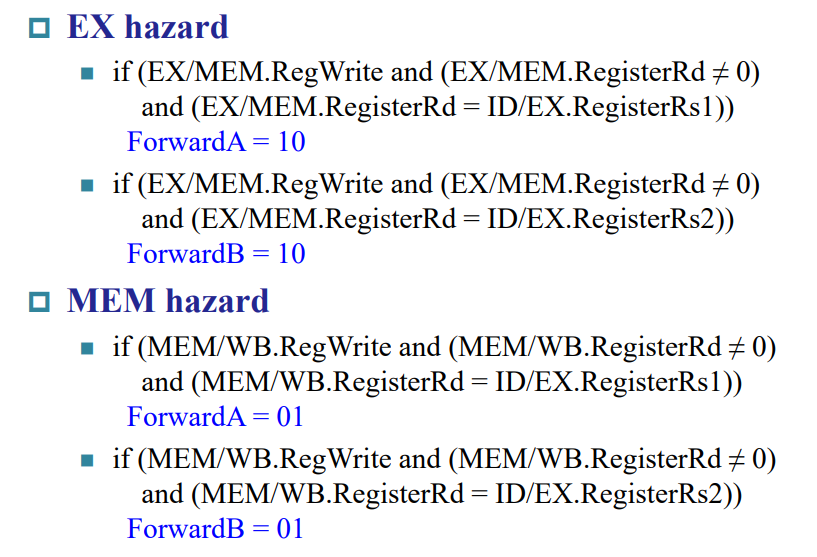 EX hazard
if (EX/MEM.RegWrite and (EX/MEM.RegisterRd ≠ 0)
and (EX/MEM.RegisterRd = ID/EX.RegisterRs1))
ForwardA = 10
if (EX/MEM.RegWrite and (EX/MEM.RegisterRd ≠ 0)
and (EX/MEM.RegisterRd = ID/EX.RegisterRs2))
ForwardB = 10
MEM hazard
if (MEM/WB.RegWrite and (MEM/WB.RegisterRd ≠ 0)
and (MEM/WB.RegisterRd = ID/EX.RegisterRs1))
ForwardA = 01
if (MEM/WB.RegWrite and (MEM/WB.RegisterRd ≠ 0)
and (MEM/WB.RegisterRd = ID/EX.RegisterRs2))
ForwardB = 01